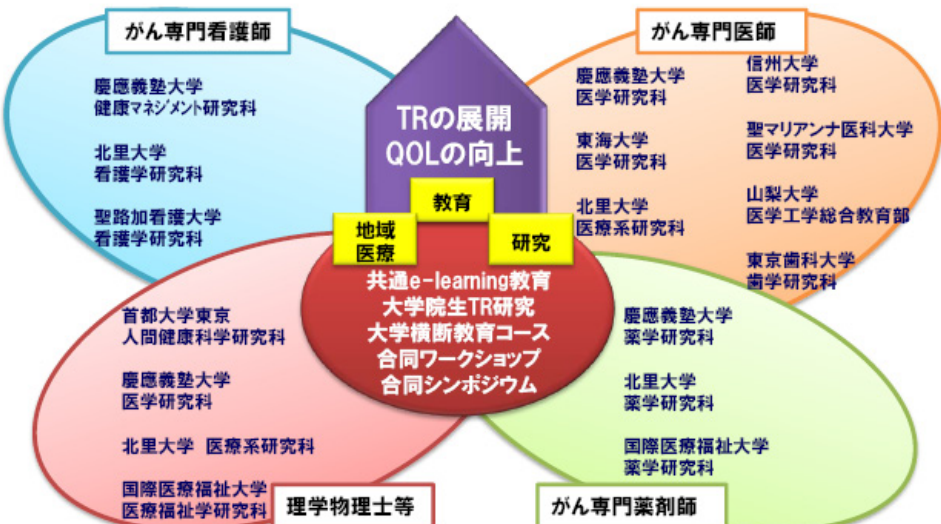 がん専門看護師
慶應義塾大学
健康マネジメント研究科
北里大学
看護学研究科
聖路加看護大学
看護学研究科
TRの展開
QOLの向上
教育
地域
医療
研究
共通e-learning教育
大学院生TR研究
大学横断教育コース
合同ワークショップ
合同シンポジウム
がん専門医師
慶應義塾大学
医学研究科
東海大学
医学研究科
北里大学
医療系研究科
信州大学
医学研究科
聖マリアンナ医科大学
医学研究科
山梨大学
医学工学総合教育部
東京歯科大学
歯学研究科
首都大学東京
人間健康科学研究科
慶應義塾大学
医学研究科
北里大学 医療系研究科
国際医療福祉大学
医療福祉学研究科
理学物理士等
慶應義塾大学
薬学研究科
北里大学
薬学研究科
国際医療福祉大学
薬学研究科
がん専門薬剤師